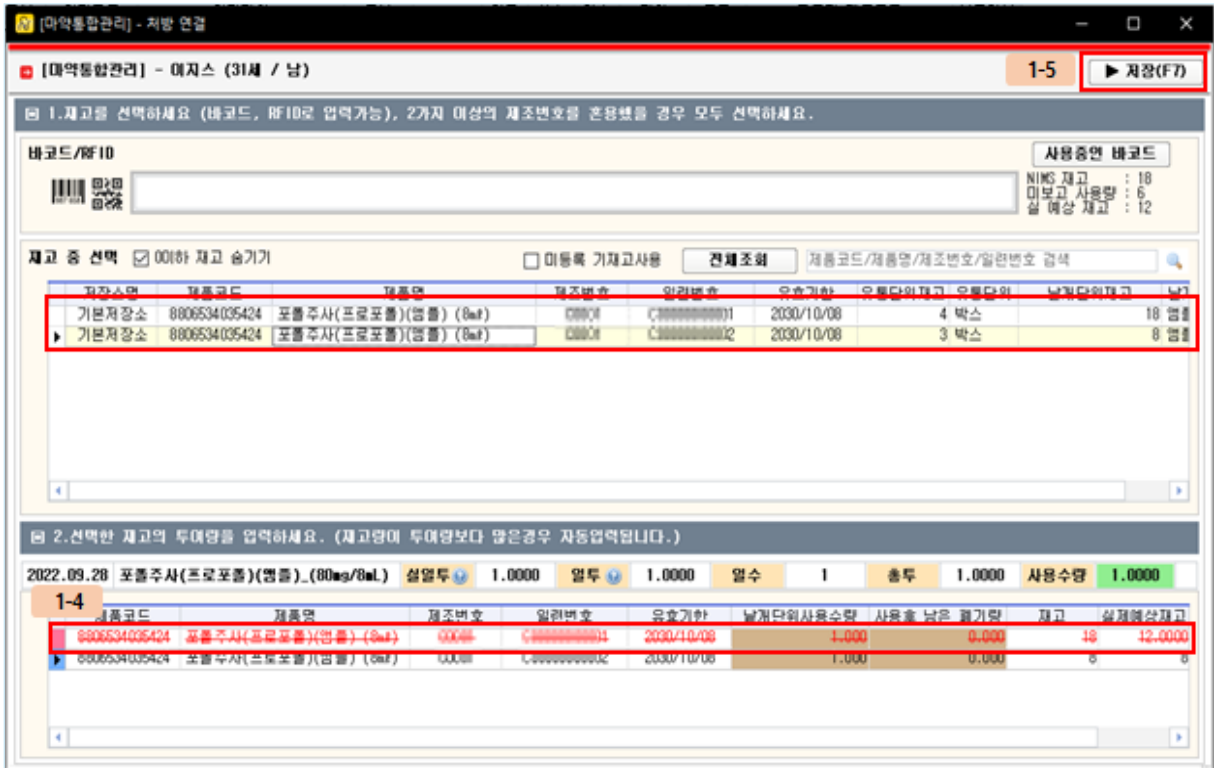 [마약통합관리] - 처방 연결
[마약통합관리] - 이지스 (31세 / 남)
1-5
▶ 저장(F7)
1.재고를 선택하세요 (바코드, RFID로 입력가능), 2가지 이상의 제조번호를 혼용했을 경우 모두 선택하세요.
바코드/RFID
사용중인 바코드
NIMS 재고 : 18
미보고 사용량 : 6
실 예상 재고 : 12
재고 중 선택 0이하 재고 숨기기 미등록 기재고사용 전체조회 제품코드/제품명/제조번호/일련번호 검색
저장소명 제품코드 제품명 제조번호 일련번호 유효기한 유통단위재고 유통단위 낱개단위재고
기본저장소 8806534035424 포폴주사(프로포폴)(앰플) (8㎖) 2030/10/08 4 박스 18 앰플
기본저장소 8806534035424 포폴주사(프로포폴)(앰플) (8㎖) 2030/10/08 3 박스 8 앰플
2.선택한 재고의 투여량을 입력하세요. (재고량이 투여량보다 많은경우 자동입력됩니다.)
2022.09.28 포폴주사(프로포폴)(앰플)_(80mg/8mL) 실일투 1.0000 일투 1.0000 일수 1 총투 1.0000 사용수량 1.0000
1-4
제품코드 제품명 제조번호 일련번호 유효기한 낱개단위사용수량 사용후 남은 폐기량 재고 실제예상재고
8806534035424 포폴주사(프로포폴)(앰플) (8㎖) 2030/10/08 1.000 0.000 18 12.0000
8806534035424 포폴주사(프로포폴)(앰플) (8㎖) 2030/10/08 1.000 0.000 8 8